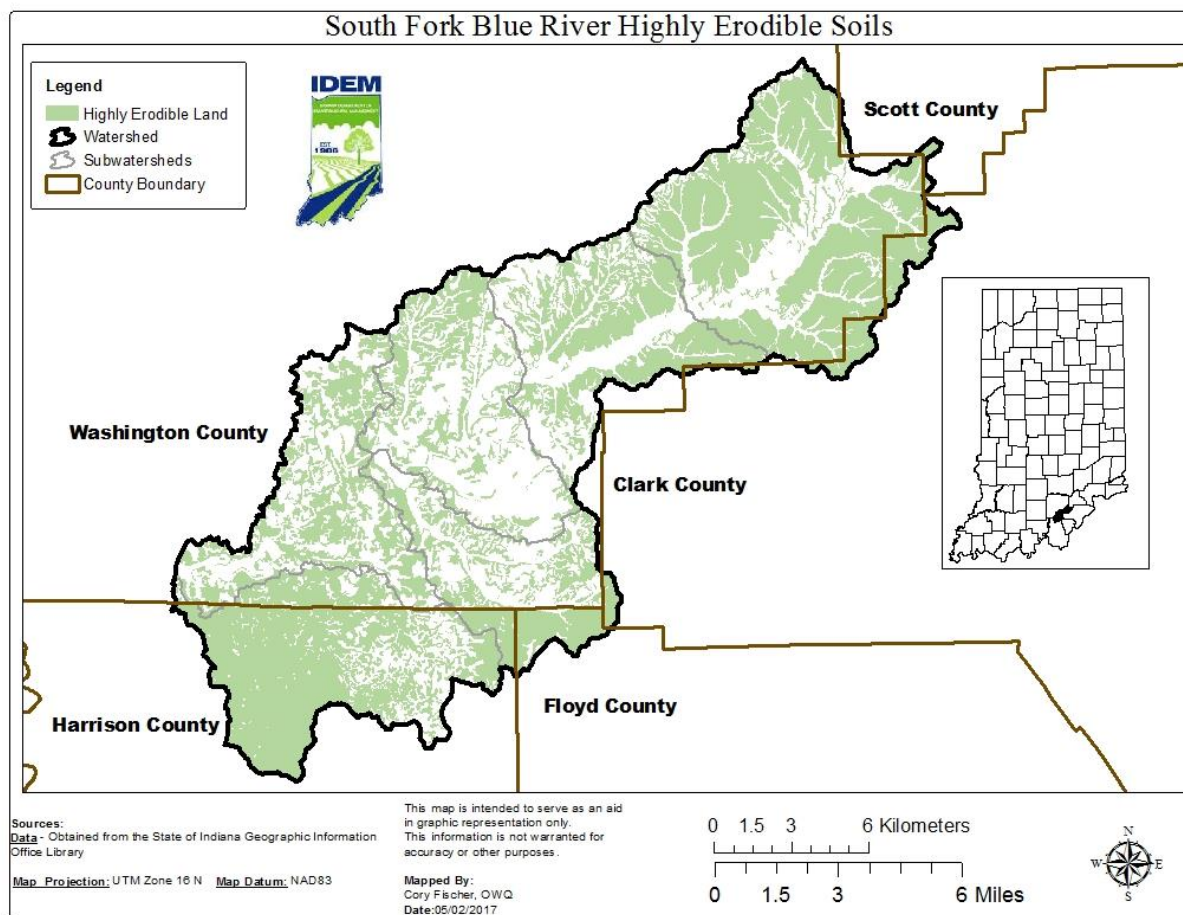 South Fork Blue River Highly Erodible Soils
Legend
Highly Erodible Land
Watershed
Subwatersheds
County Boundary
IDEM
EST
1986
Scott County
Washington County
Clark County
Harrison County
Floyd County
Sources:
Data - Obtained from the State of Indiana Geographic Information
Office Library
Map Projection: UTM Zone 16 N Map Datum: NAD83
This map is intended to serve as an aid
in graphic representation only.
This information is not warranted for
accuracy or other purposes.
Mapped By:
Cory Fischer, OWQ
Date:05/02/2017
0 1.5 3 6 Kilometers
0 1.5 3 6 Miles
N
W E
S